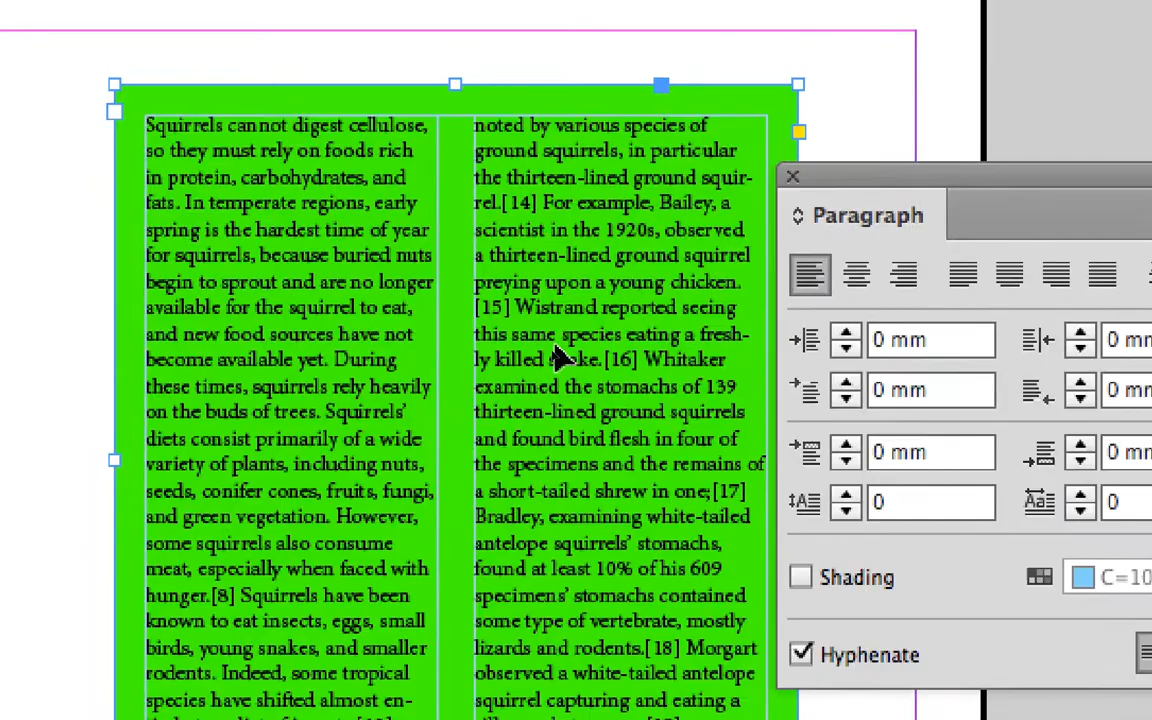 Squirrels cannot digest cellulose,
so they must rely on foods rich
in protein, carbohydrates, and
fats. In temperate regions, early
spring is the hardest time of year
for squirrels, because buried nuts
begin to sprout and are no longer
available for the squirrel to eat,
and new food sources have not
become available yet. During
these times, squirrels rely heavily
on the buds of trees. Squirrels’
diets consist primarily of a wide
variety of plants, including nuts,
seeds, conifer cones, fruits, fungi,
and green vegetation. However,
some squirrels also consume
meat, especially when faced with
hunger.[8] Squirrels have been
known to eat insects, eggs, small
birds, young snakes, and smaller
rodents. Indeed, some tropical
species have shifted almost en-
noted by various species of
ground squirrels, in particular
the thirteen-lined ground squir-
rel.[14] For example, Bailey, a
scientist in the 1920s, observed
a thirteen-lined ground squirrel
preying upon a young chicken.
[15] Wistrand reported seeing
this same species eating a fresh-
ly killed ke.[16] Whitaker
examined the stomachs of 139
thirteen-lined ground squirrels
and found bird flesh in four of
the specimens and the remains of
a short-tailed shrew in one;[17]
Bradley, examining white-tailed
antelope squirrels’ stomachs,
found at least 10% of his 609
specimens’ stomachs contained
some type of vertebrate, mostly
lizards and rodents.[18] Morgart
observed a white-tailed antelope
squirrel capturing and eating a
Paragraph
0 mm 0 mm
0 mm 0 mm
0 mm 0 mm
0 0
Shading C=10
Hyphenate